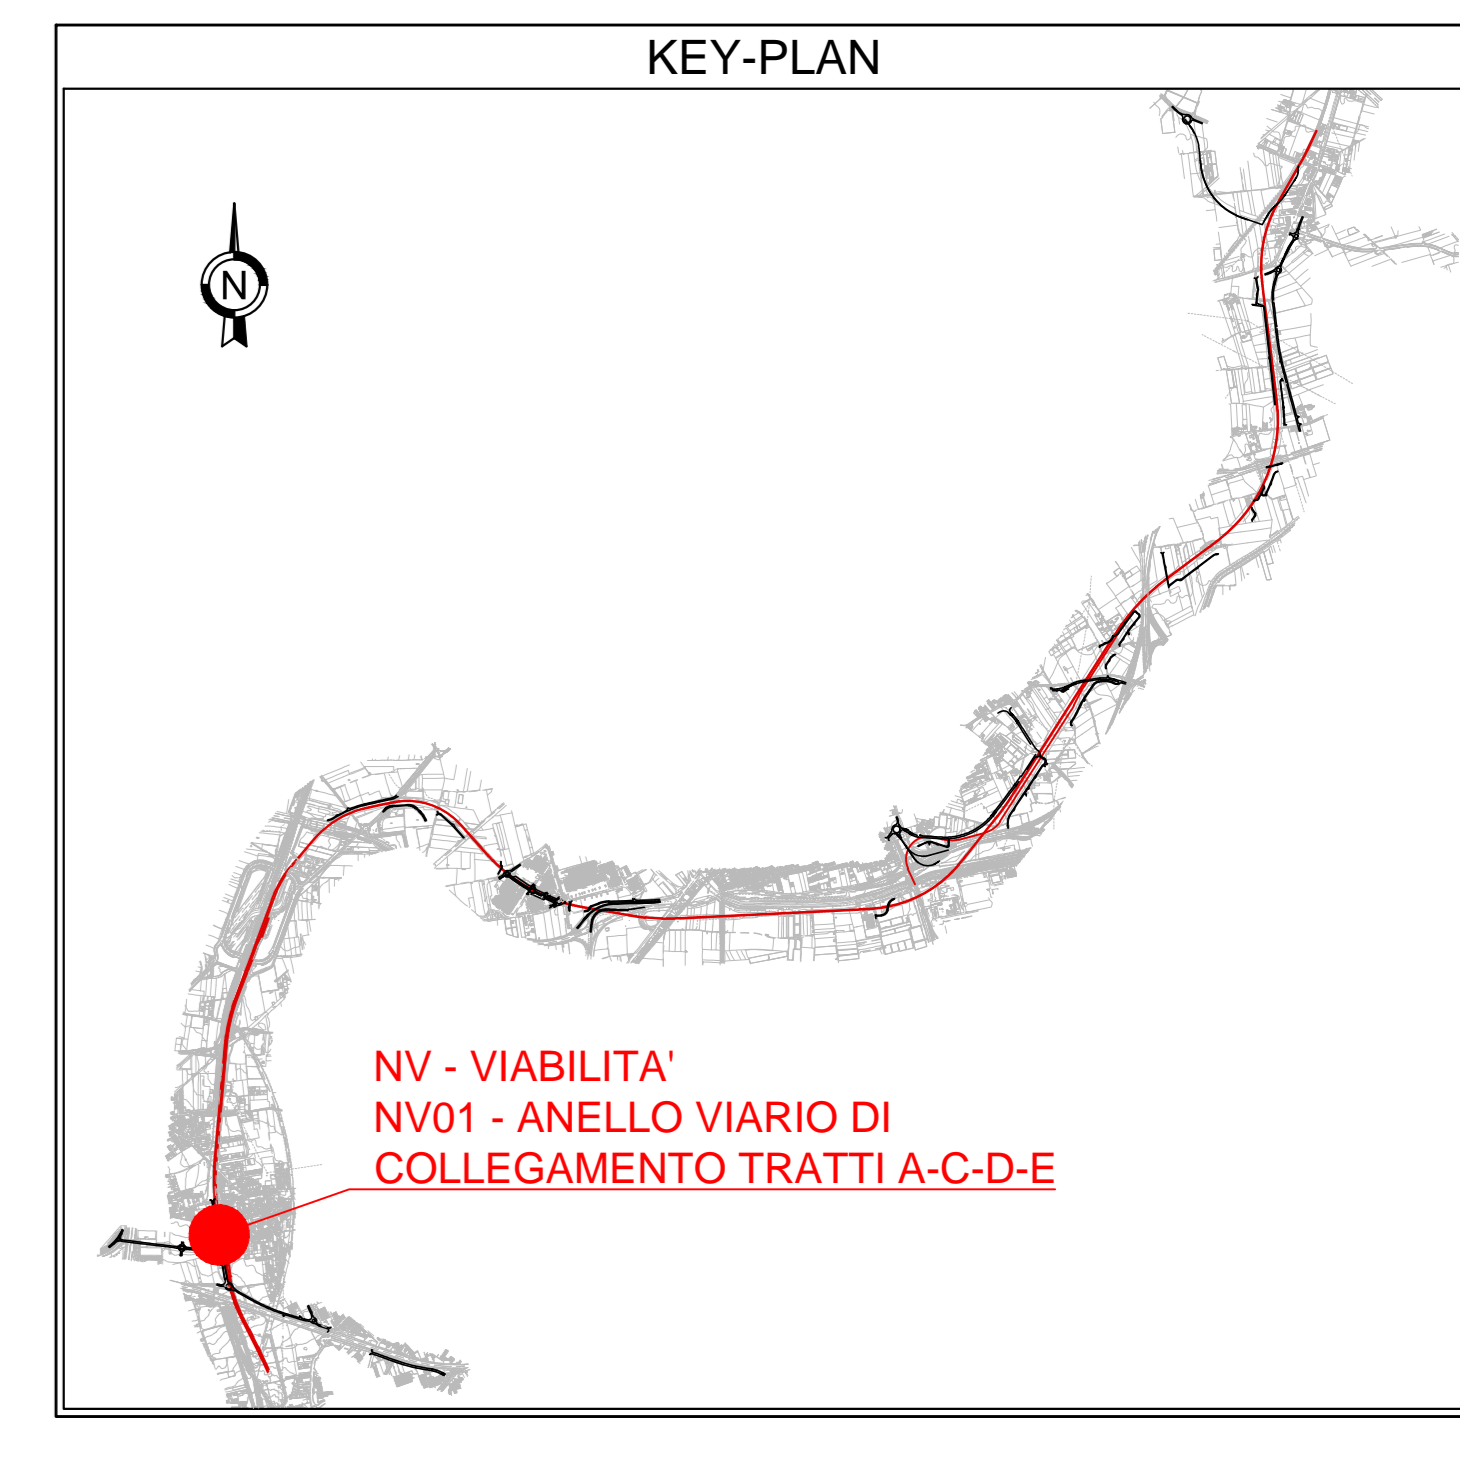 KEY-PLAN
N
NV - VIABILITA'
NV01 - ANELLO VIARIO DI
COLLEGAMENTO TRATTI A-C-D-E